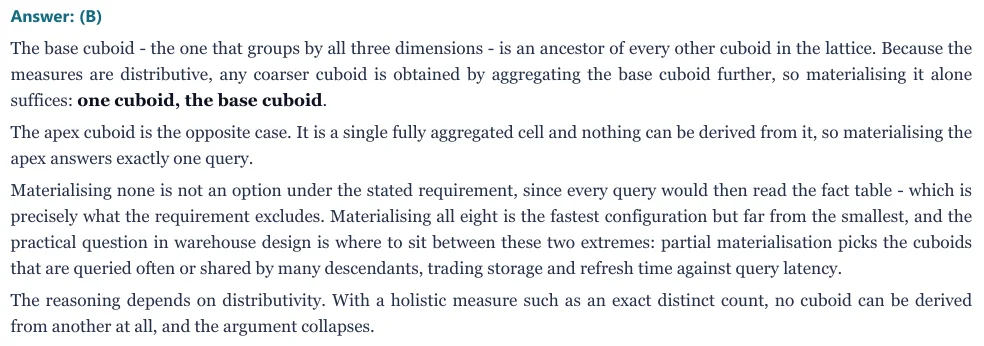 Answer: (B)
The base cuboid - the one that groups by all three dimensions - is an ancestor of every other cuboid in the lattice. Because the
measures are distributive, any coarser cuboid is obtained by aggregating the base cuboid further, so materialising it alone
suffices: one cuboid, the base cuboid.
The apex cuboid is the opposite case. It is a single fully aggregated cell and nothing can be derived from it, so materialising the
apex answers exactly one query.
Materialising none is not an option under the stated requirement, since every query would then read the fact table - which is
precisely what the requirement excludes. Materialising all eight is the fastest configuration but far from the smallest, and the
practical question in warehouse design is where to sit between these two extremes: partial materialisation picks the cuboids
that are queried often or shared by many descendants, trading storage and refresh time against query latency.
The reasoning depends on distributivity. With a holistic measure such as an exact distinct count, no cuboid can be derived
from another at all, and the argument collapses.